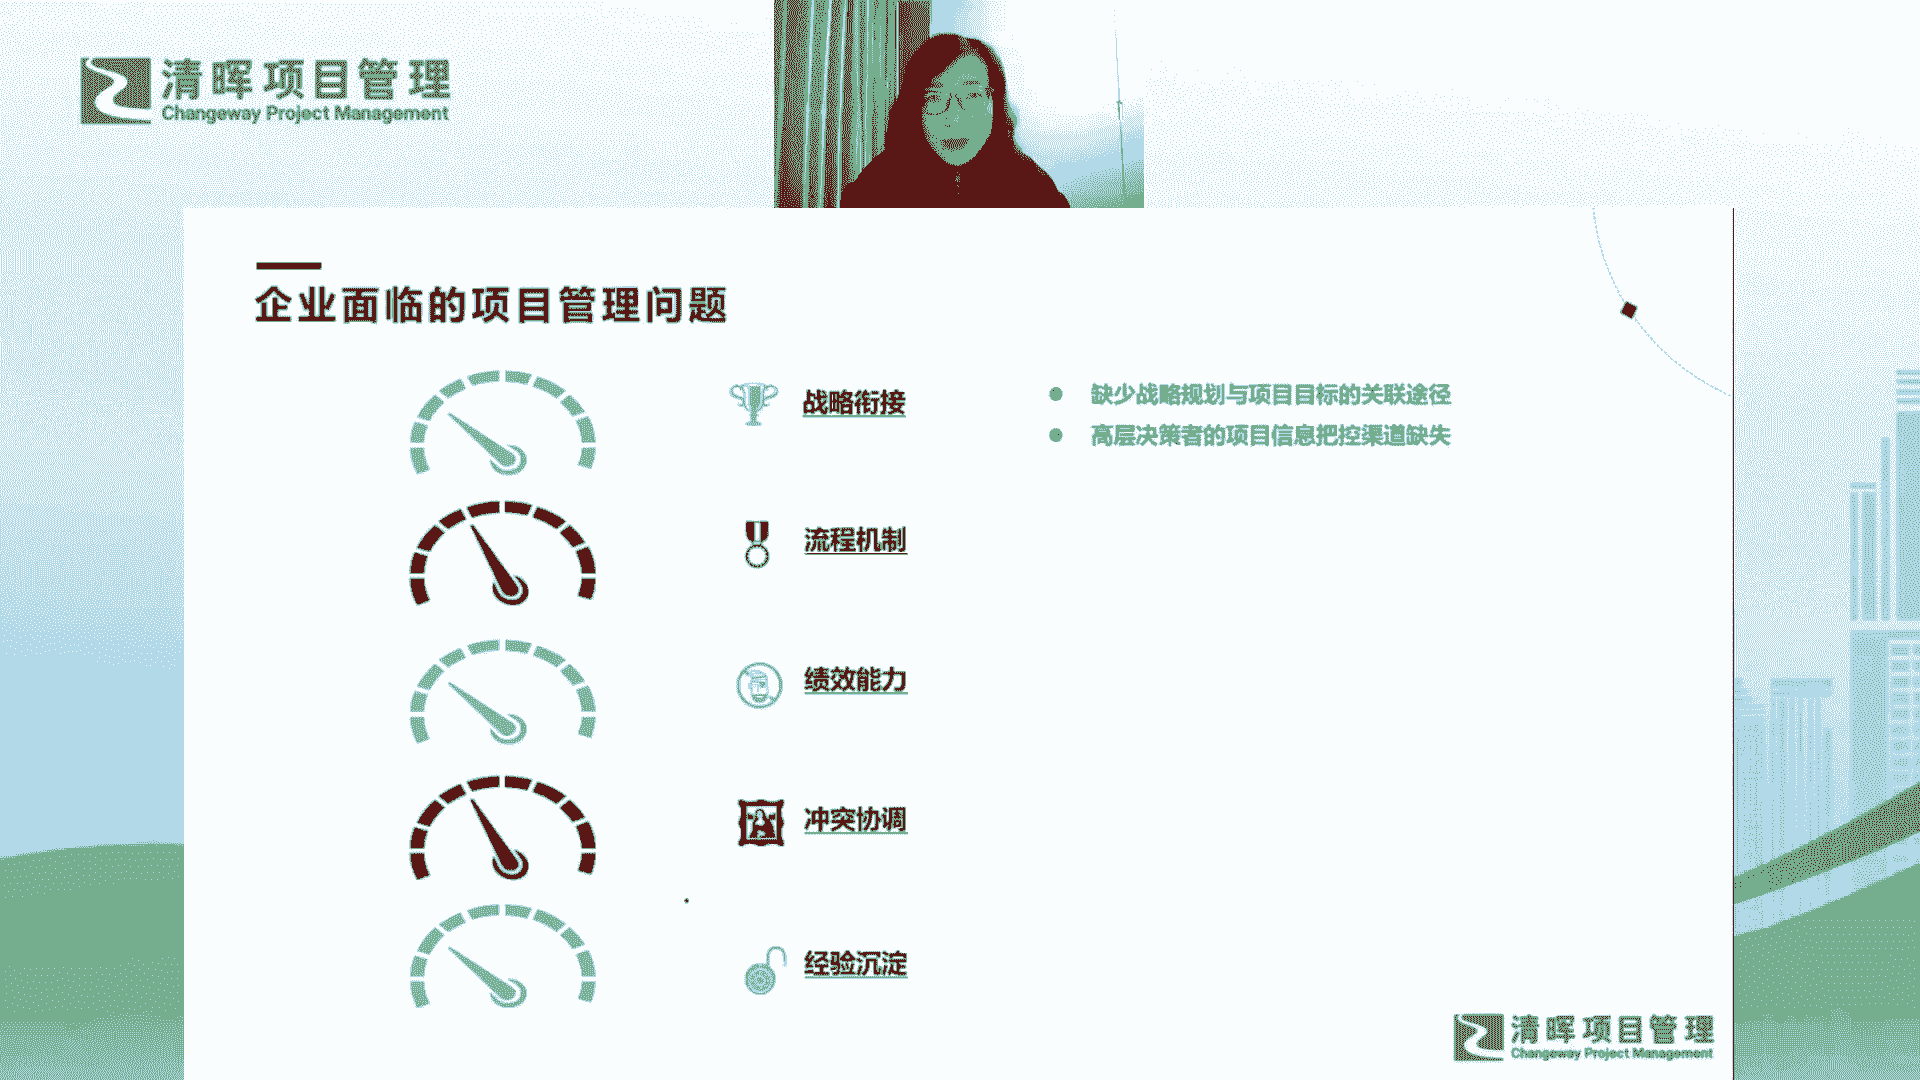 清晖项目管理
Changeway Project Management
企业面临的项目管理问题
战略衔接
缺少战略规划与项目目标的关联途径
高层决策者的项目信息把控渠道缺失
流程机制
绩效能力
冲突协调
经验沉淀
清晖项目管理
Changeway Project Management